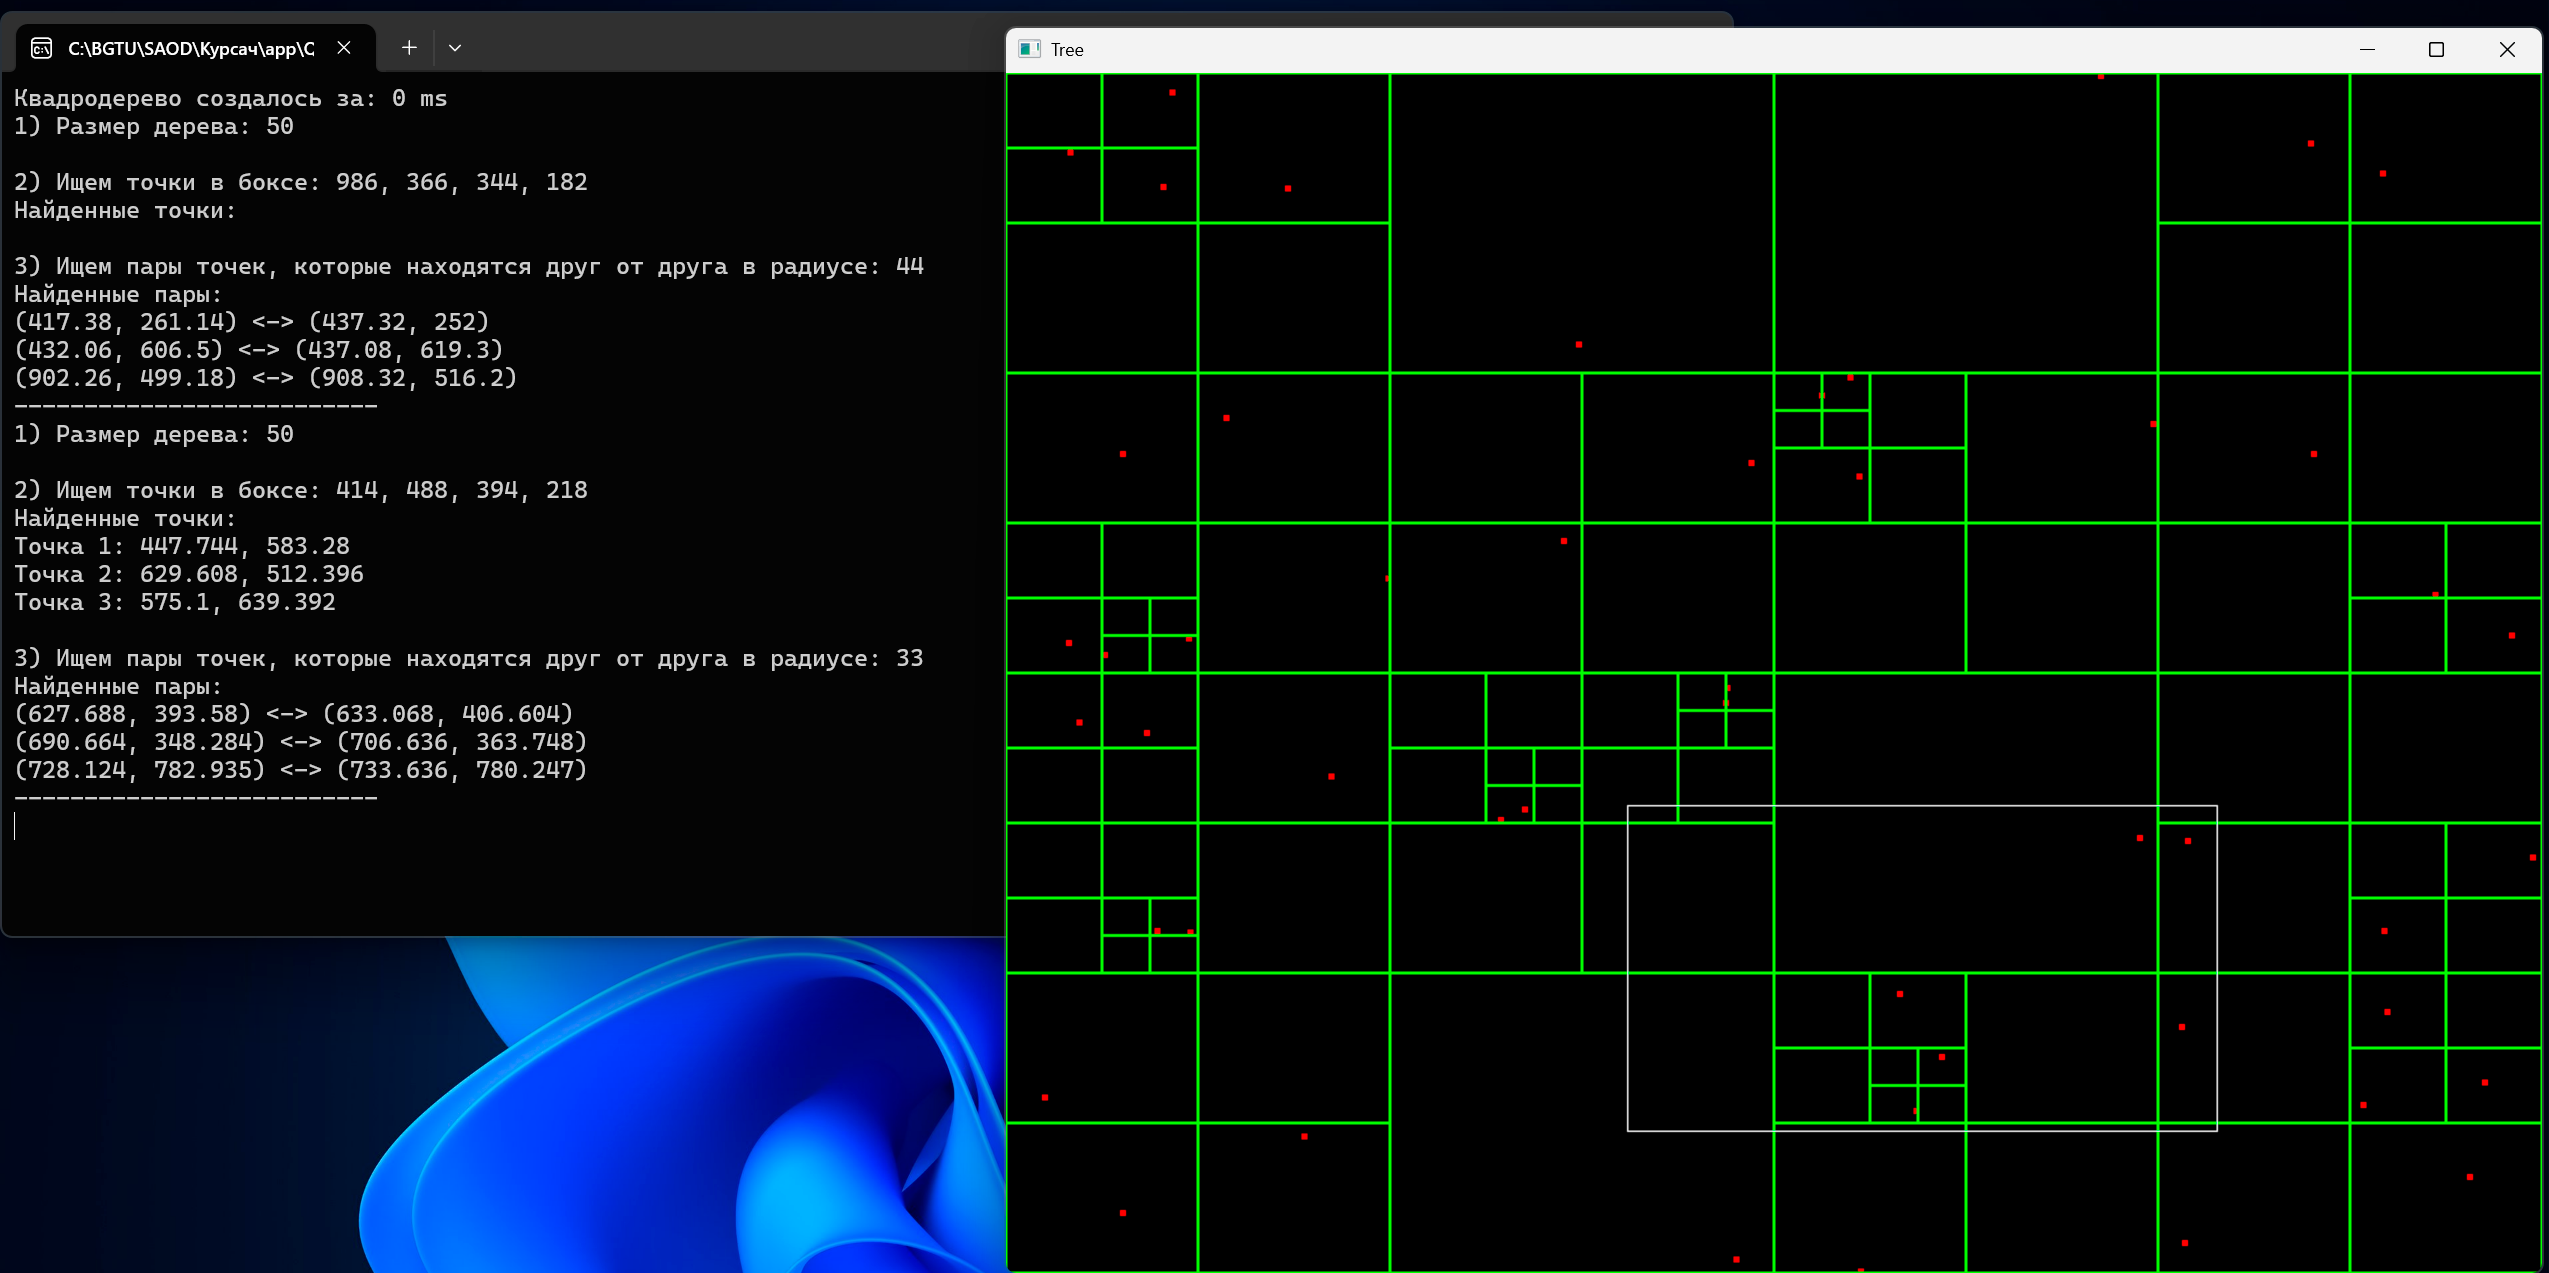 C:\BGTU\SAOD\Курсач\app\Q
Tree
Квадродерево создалось за: 0 ms
1) Размер дерева: 50
2) Ищем точки в боксе: 986, 366, 344, 182
Найденные точки:
3) Ищем пары точек, которые находятся друг от друга в радиусе: 44
Найденные пары:
(417.38, 261.14) <-> (437.32, 252)
(432.06, 606.5) <-> (437.08, 619.3)
(902.26, 499.18) <-> (908.32, 516.2)
--------------------------
1) Размер дерева: 50
2) Ищем точки в боксе: 414, 488, 394, 218
Найденные точки:
Точка 1: 447.744, 583.28
Точка 2: 629.608, 512.396
Точка 3: 575.1, 639.392
3) Ищем пары точек, которые находятся друг от друга в радиусе: 33
Найденные пары:
(627.688, 393.58) <-> (633.068, 406.604)
(690.664, 348.284) <-> (706.636, 363.748)
(728.124, 782.935) <-> (733.636, 780.247)
--------------------------